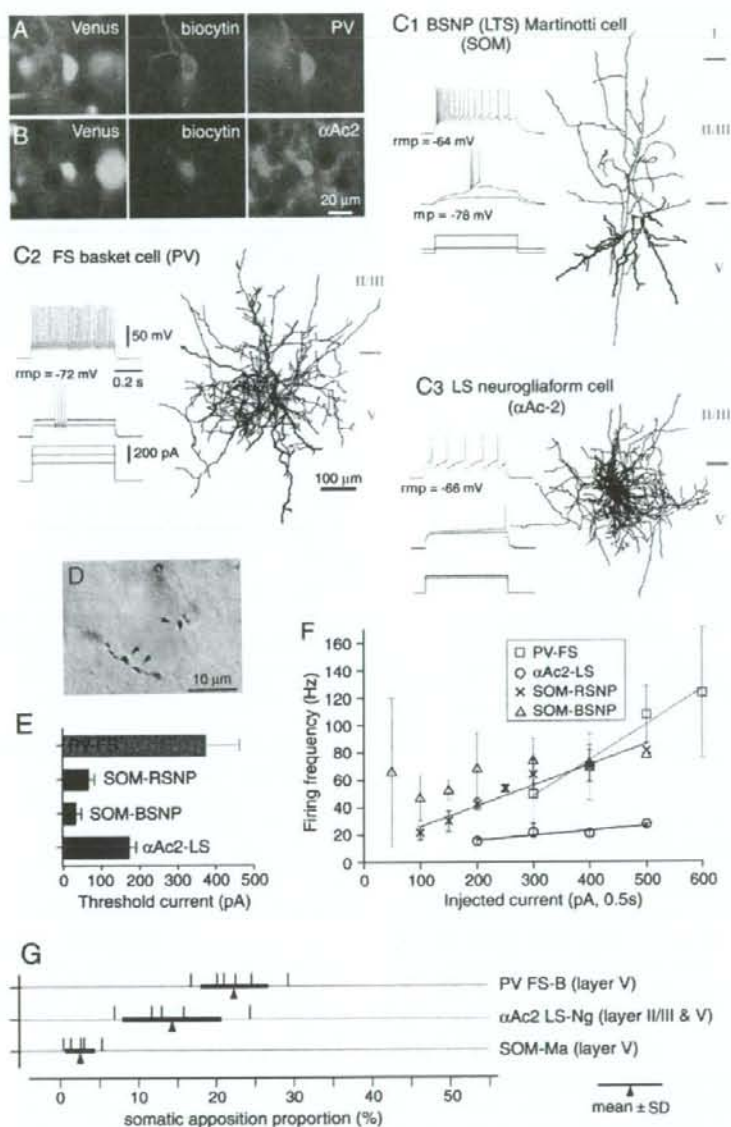 A
Venus
biocytin
PV
B
Venus
biocytin
αAc2
20 μm
C1 BSNP (LTS) Martinotti cell
(SOM)
I
II/III
V
rmp = -64 mV
mp = -78 mV
C2 FS basket cell (PV)
II/III
V
50 mV
0.2 s
rmp = -72 mV
200 pA
100 μm
C3 LS neurogliaform cell
(αAc-2)
II/III
V
rmp = -66 mV
D
10 μm
E
PV-FS
SOM-RSNP
SOM-BSNP
αAc2-LS
0 100 200 300 400 500
Threshold current (pA)
F
Firing frequency (Hz)
160
140
120
100
80
60
40
20
0
PV-FS
αAc2-LS
SOM-RSNP
SOM-BSNP
0 100 200 300 400 500 600
Injected current (pA, 0.5s)
G
PV FS-B (layer V)
αAc2 LS-Ng (layer II/III & V)
SOM-Ma (layer V)
0 10 20 30 40 50
somatic apposition proportion (%)
mean ± SD